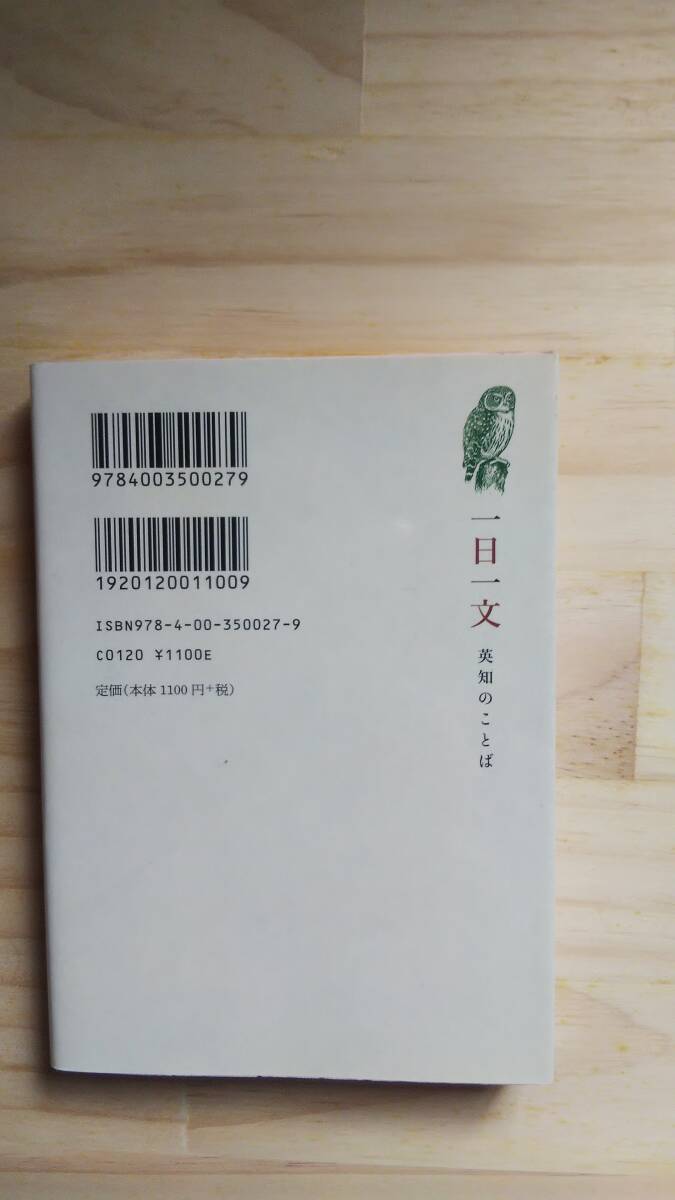 一日一文
英知のことば
9784003500279
1920120011009
ISBN978-4-00-350027-9
C0120 ¥1100E
定価(本体 1100 円+税)